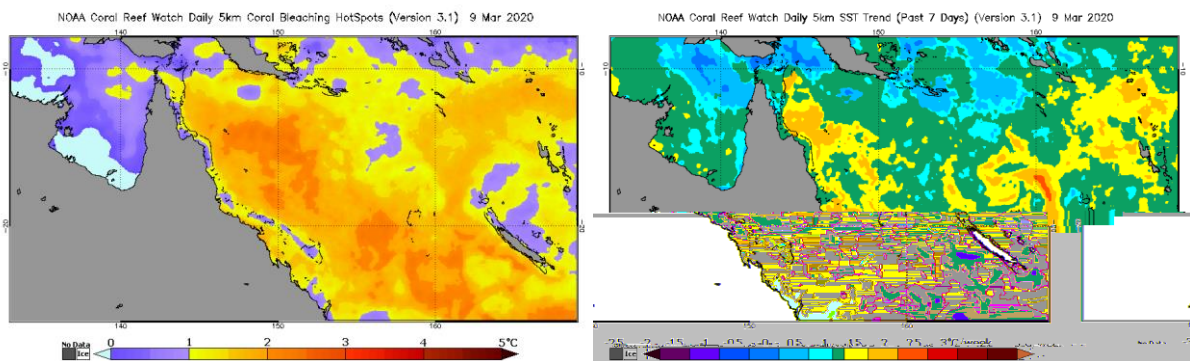 NOAA Coral Reef Watch Daily 5km Coral Bleaching HotSpots (Version 3.1) 9 Mar 2020
140 150 160
-10 -10
-20 -20
140 150 160
No Data
Ice
0 1 2 3 4 5°C
NOAA Coral Reef Watch Daily 5km SST Trend (Past 7 Days) (Version 3.1) 9 Mar 2020
140 150 160
-10 -10
-20
160
Ice